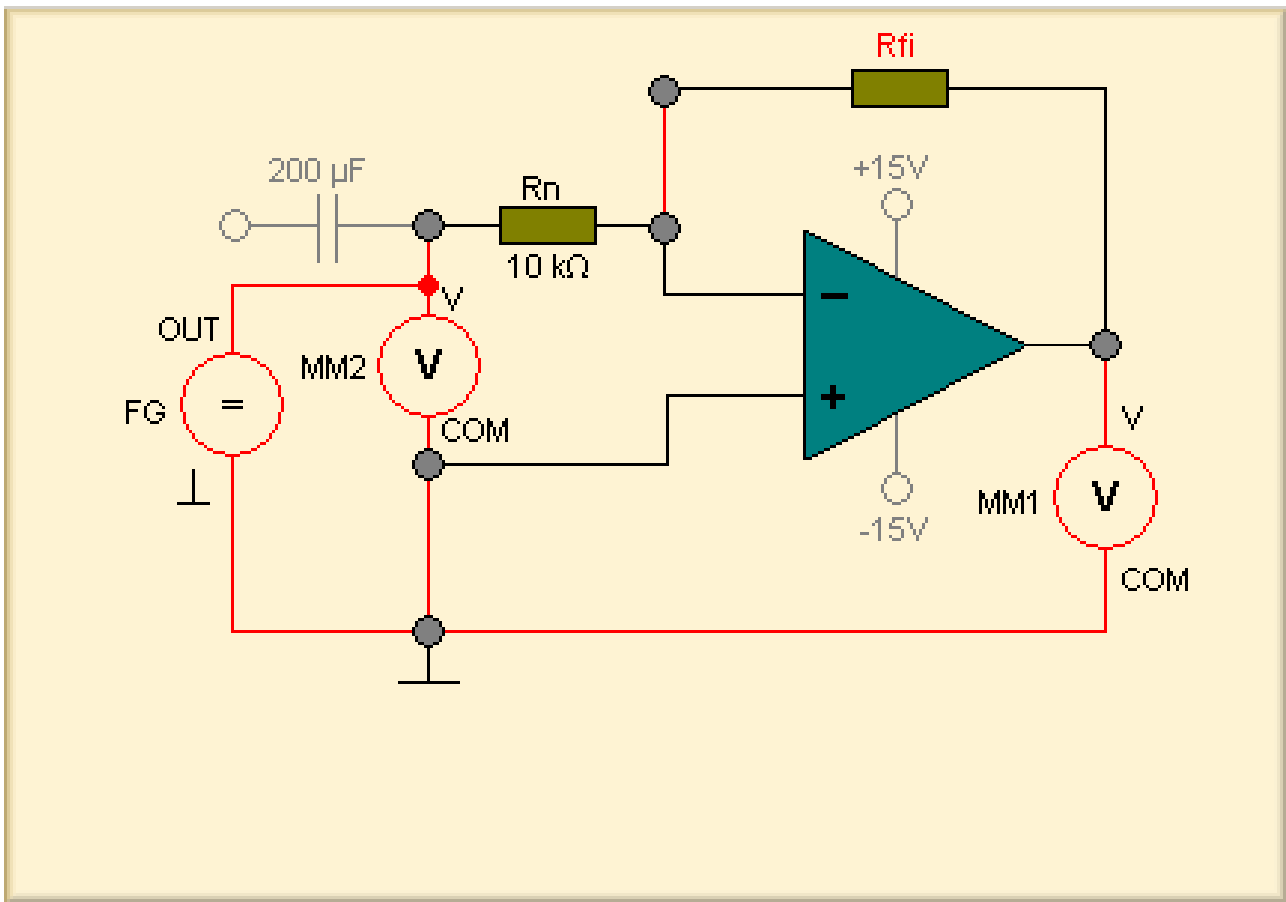 Rfi
200 µF
+15V
Rn
10 kΩ
−
V
OUT
MM2
V
FG
=
+
COM
V
MM1
V
-15V
COM